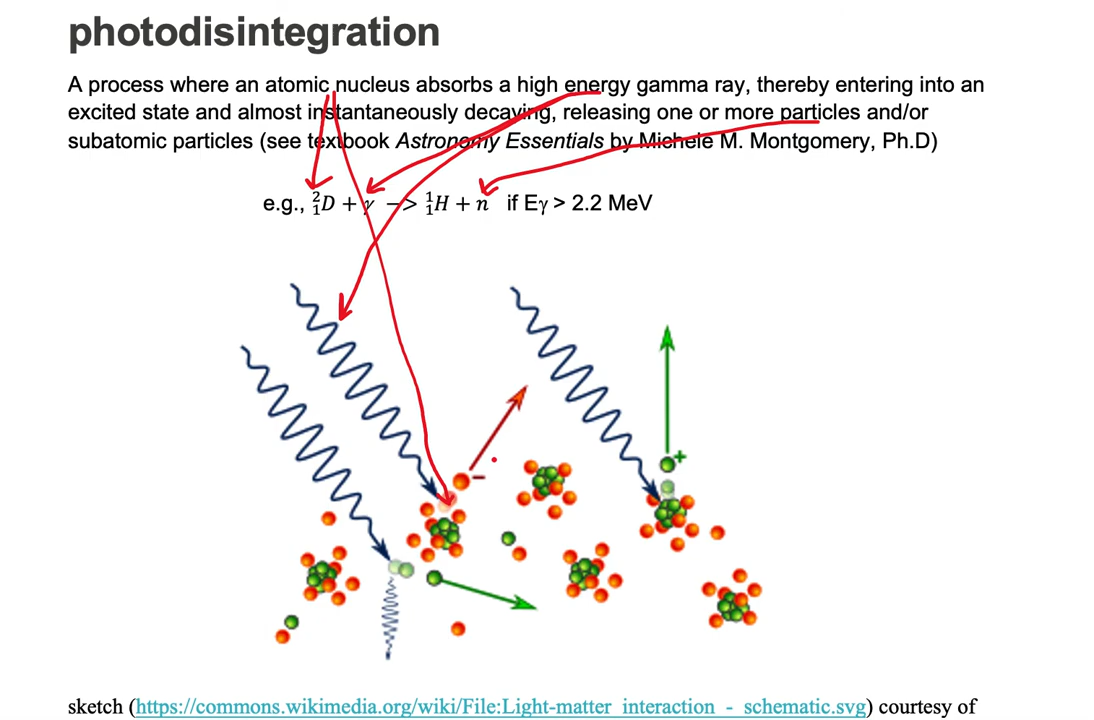 photodisintegration
A process where an atomic nucleus absorbs a high energy gamma ray, thereby entering into an
excited state and almost instantaneously decaying, releasing one or more particles and/or
subatomic particles (see textbook Astronomy Essentials by Michele M. Montgomery, Ph.D)
e.g., ²₁D + γ −> ¹₁H + n if Eγ > 2.2 MeV
−
+
sketch (https://commons.wikimedia.org/wiki/File:Light-matter_interaction_-_schematic.svg) courtesy of